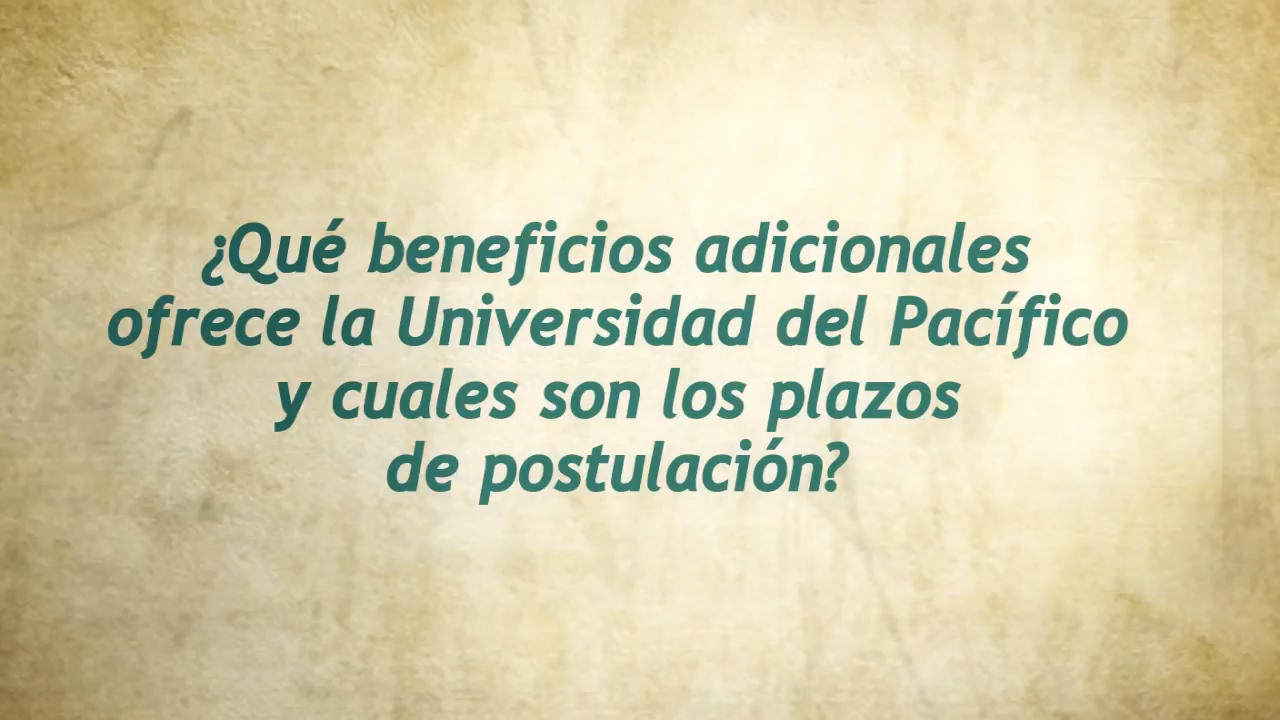 ¿Qué beneficios adicionales
ofrece la Universidad del Pacífico
y cuales son los plazos
de postulación?